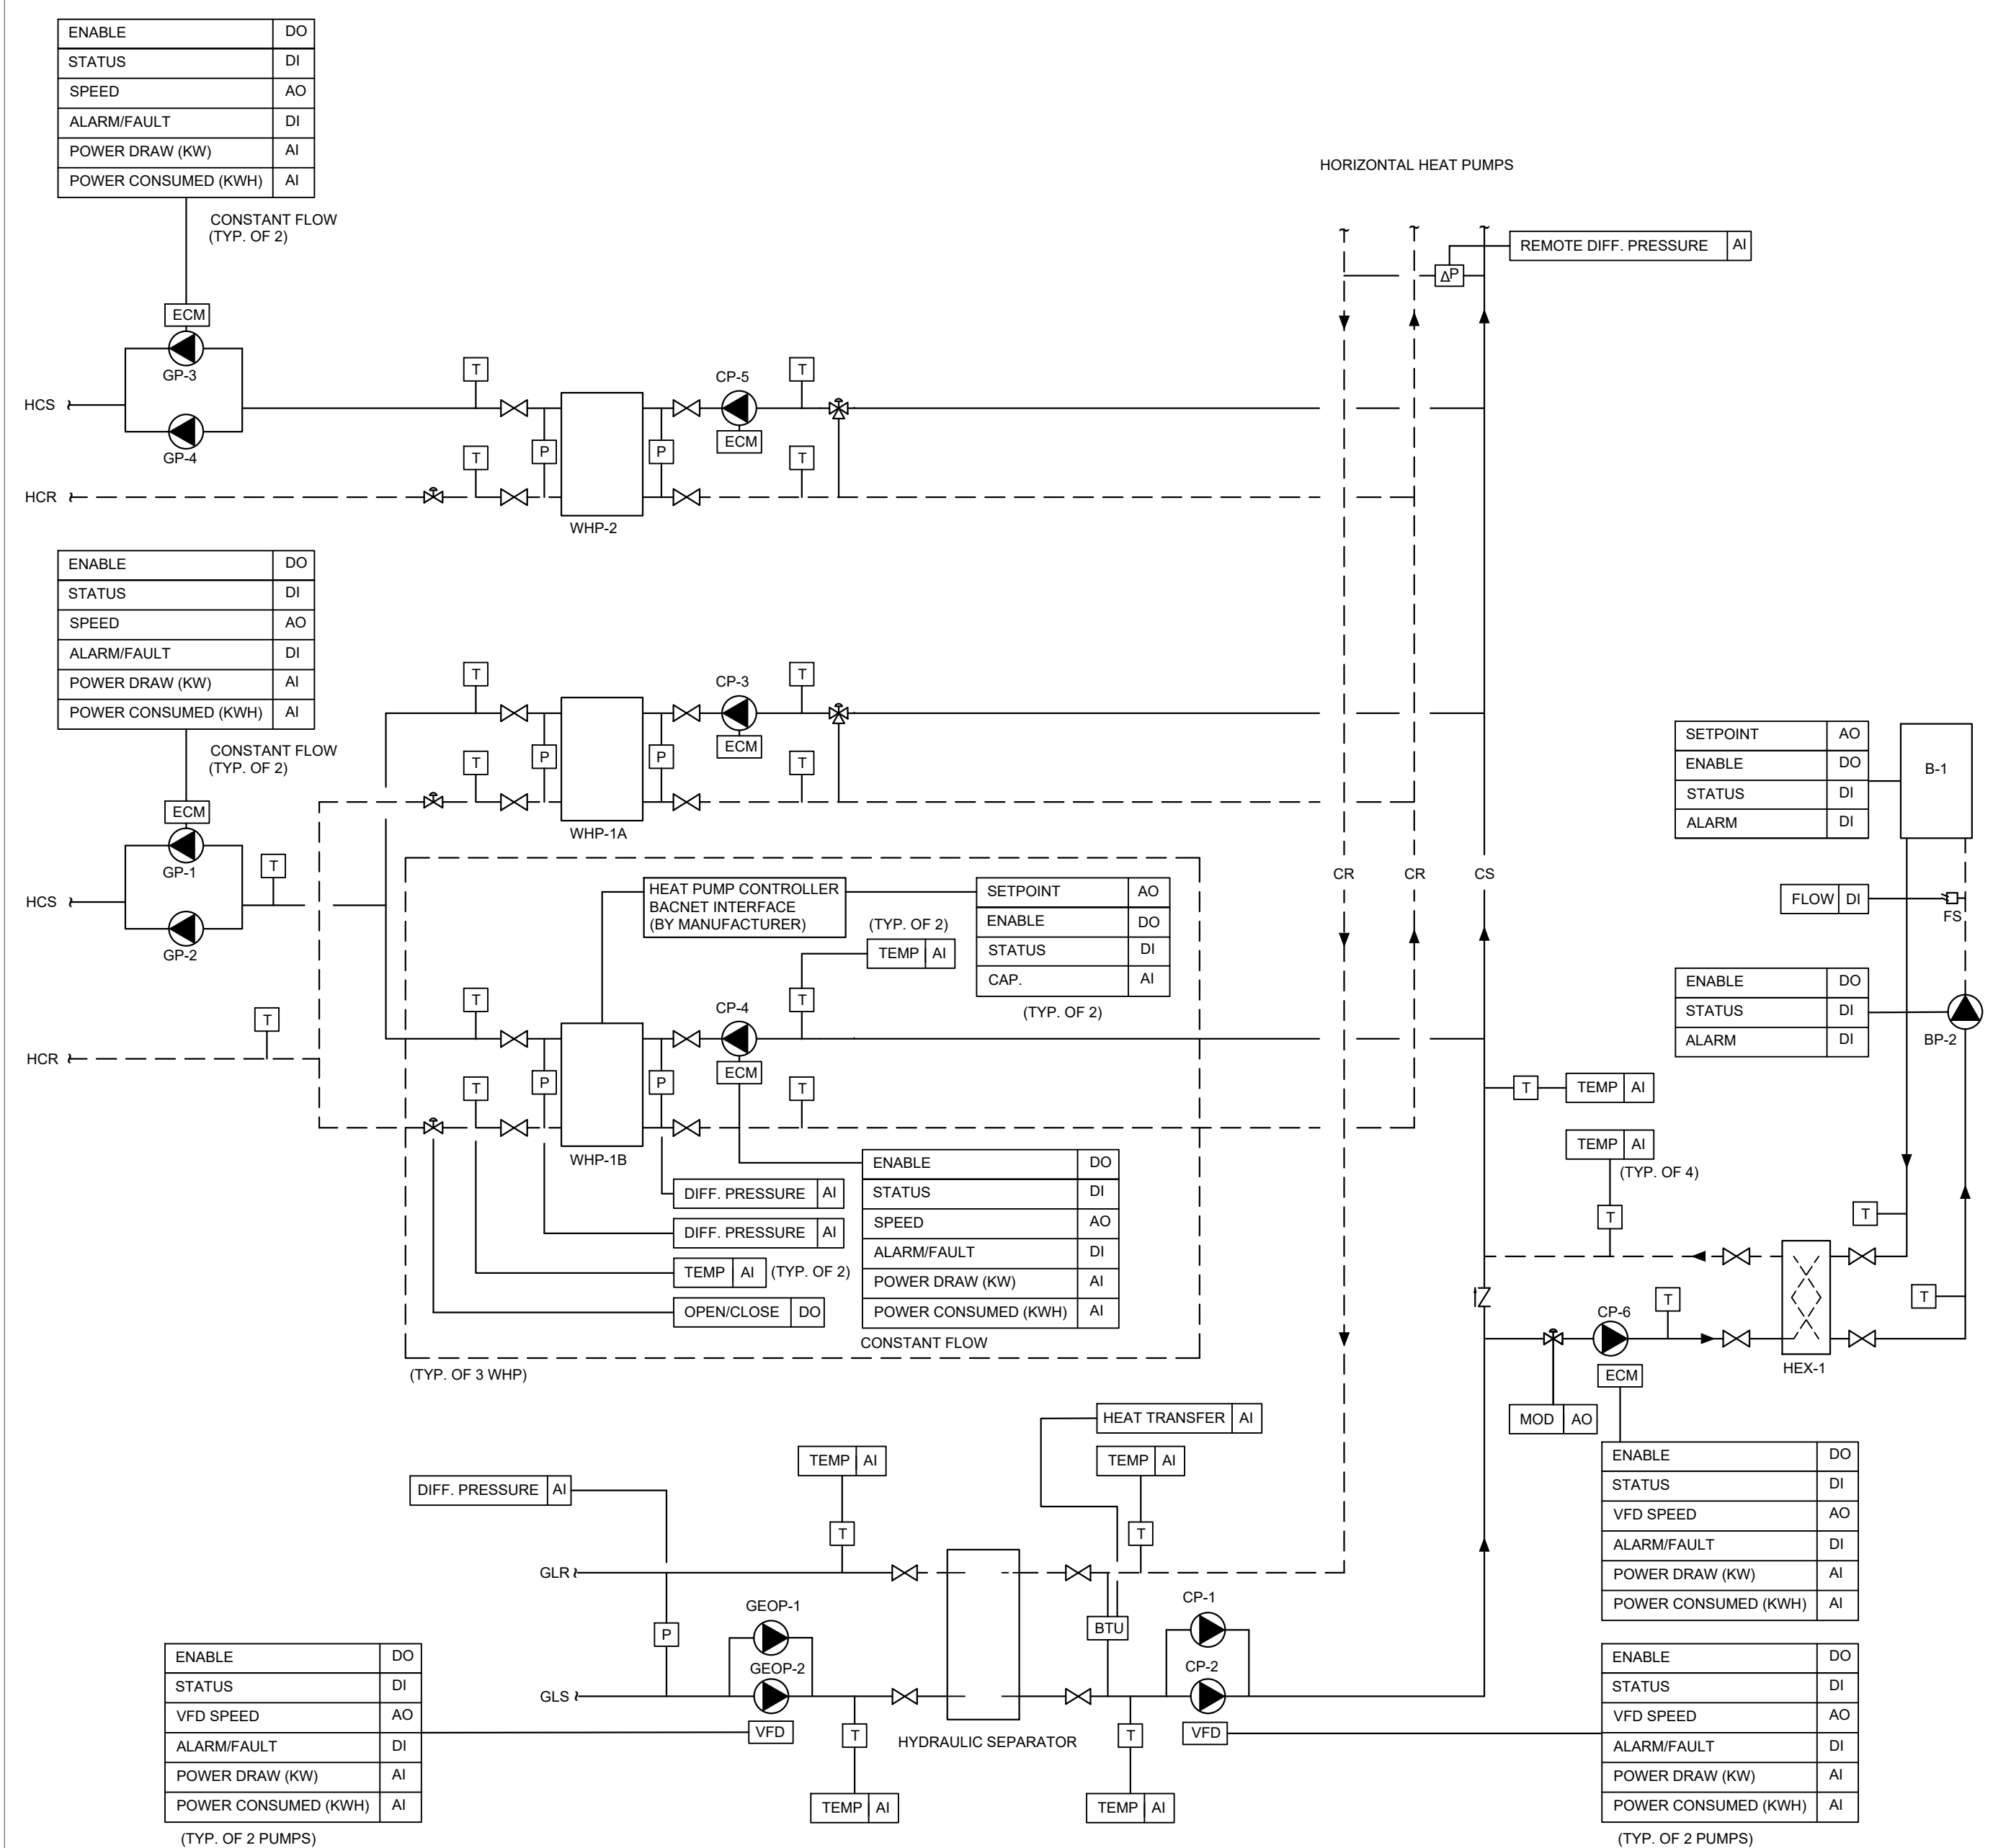 ENABLE DO
STATUS DI
SPEED AO
ALARM/FAULT DI
POWER DRAW (KW) AI
POWER CONSUMED (KWH) AI
CONSTANT FLOW
(TYP. OF 2)
HORIZONTAL HEAT PUMPS
REMOTE DIFF. PRESSURE AI
ΔP
ECM
GP-3
HCS
GP-4
HCR
T
T
P
WHP-2
P
CP-5
ECM
T
T
ENABLE DO
STATUS DI
SPEED AO
ALARM/FAULT DI
POWER DRAW (KW) AI
POWER CONSUMED (KWH) AI
CONSTANT FLOW
(TYP. OF 2)
ECM
GP-1
T
HCS
GP-2
T
HCR
T
T
P
WHP-1A
P
CP-3
ECM
T
T
CR
CR
CS
SETPOINT AO
ENABLE DO
STATUS DI
ALARM DI
B-1
FLOW DI
FS
ENABLE DO
STATUS DI
ALARM DI
BP-2
HEAT PUMP CONTROLLER
BACNET INTERFACE
(BY MANUFACTURER)
(TYP. OF 2)
TEMP AI
SETPOINT AO
ENABLE DO
STATUS DI
CAP. AI
(TYP. OF 2)
T
T
P
WHP-1B
P
CP-4
ECM
T
T
DIFF. PRESSURE AI
DIFF. PRESSURE AI
TEMP AI (TYP. OF 2)
OPEN/CLOSE DO
ENABLE DO
STATUS DI
SPEED AO
ALARM/FAULT DI
POWER DRAW (KW) AI
POWER CONSUMED (KWH) AI
CONSTANT FLOW
(TYP. OF 3 WHP)
T TEMP AI
TEMP AI
(TYP. OF 4)
T
T
T
T
CP-6
ECM
HEX-1
MOD AO
ENABLE DO
STATUS DI
VFD SPEED AO
ALARM/FAULT DI
POWER DRAW (KW) AI
POWER CONSUMED (KWH) AI
HEAT TRANSFER AI
TEMP AI
TEMP AI
DIFF. PRESSURE AI
T
T
GLR
P
GEOP-1
GEOP-2
GLS
VFD
T
TEMP AI
HYDRAULIC SEPARATOR
BTU
CP-1
CP-2
VFD
T
TEMP AI
ENABLE DO
STATUS DI
VFD SPEED AO
ALARM/FAULT DI
POWER DRAW (KW) AI
POWER CONSUMED (KWH) AI
(TYP. OF 2 PUMPS)
ENABLE DO
STATUS DI
VFD SPEED AO
ALARM/FAULT DI
POWER DRAW (KW) AI
POWER CONSUMED (KWH) AI
(TYP. OF 2 PUMPS)